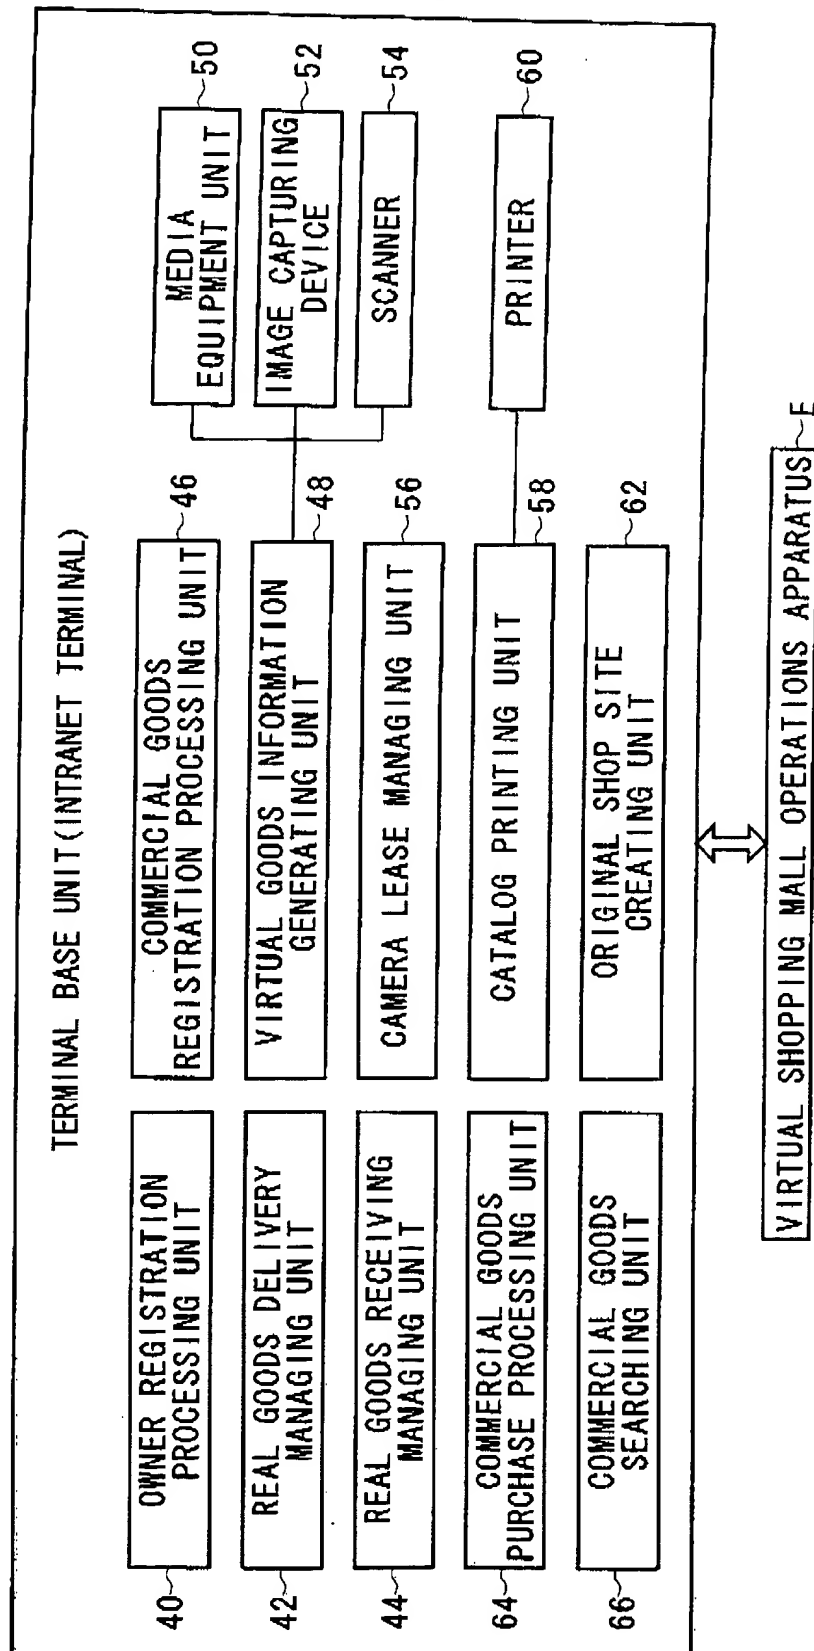 TERMINAL BASE UNIT(INTRANET TERMINAL)
40
OWNER REGISTRATION
PROCESSING UNIT
42
REAL GOODS DELIVERY
MANAGING UNIT
44
REAL GOODS RECEIVING
MANAGING UNIT
64
COMMERCIAL GOODS
PURCHASE PROCESSING UNIT
66
COMMERCIAL GOODS
SEARCHING UNIT
COMMERCIAL GOODS
REGISTRATION PROCESSING UNIT
46
VIRTUAL GOODS INFORMATION
GENERATING UNIT
48
CAMERA LEASE MANAGING UNIT
56
CATALOG PRINTING UNIT
58
ORIGINAL SHOP SITE
CREATING UNIT
62
MEDIA
EQUIPMENT UNIT
50
IMAGE CAPTURING
DEVICE
52
SCANNER
54
PRINTER
60
VIRTUAL SHOPPING MALL OPERATIONS APPARATUS